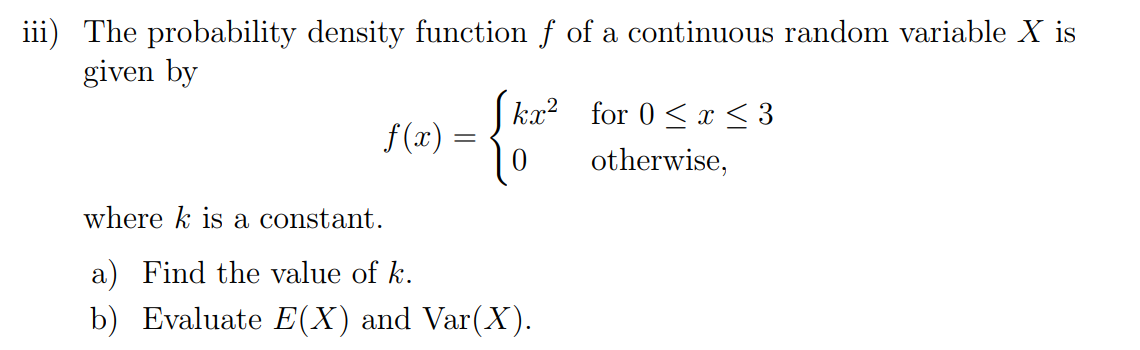 iii) The probability density function f of a continuous random variable X is
given by
f(x) = { kx² for 0 ≤ x ≤ 3
0 otherwise,
where k is a constant.
a) Find the value of k.
b) Evaluate E(X) and Var(X).